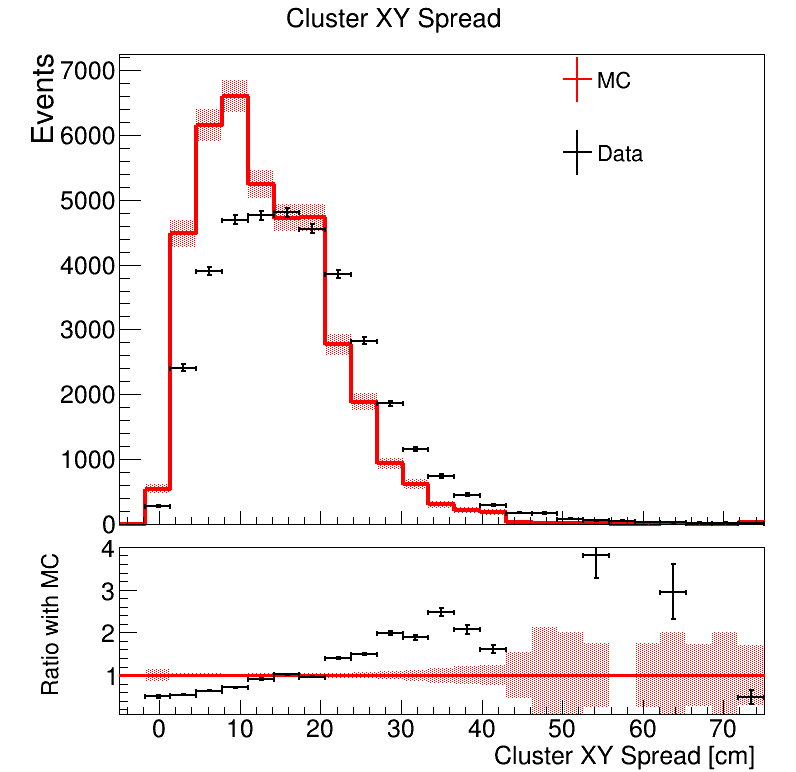 Cluster XY Spread
Events
7000
6000
5000
4000
3000
2000
1000
0
MC
Data
Ratio with MC
4
3
2
1
0 10 20 30 40 50 60 70
Cluster XY Spread [cm]